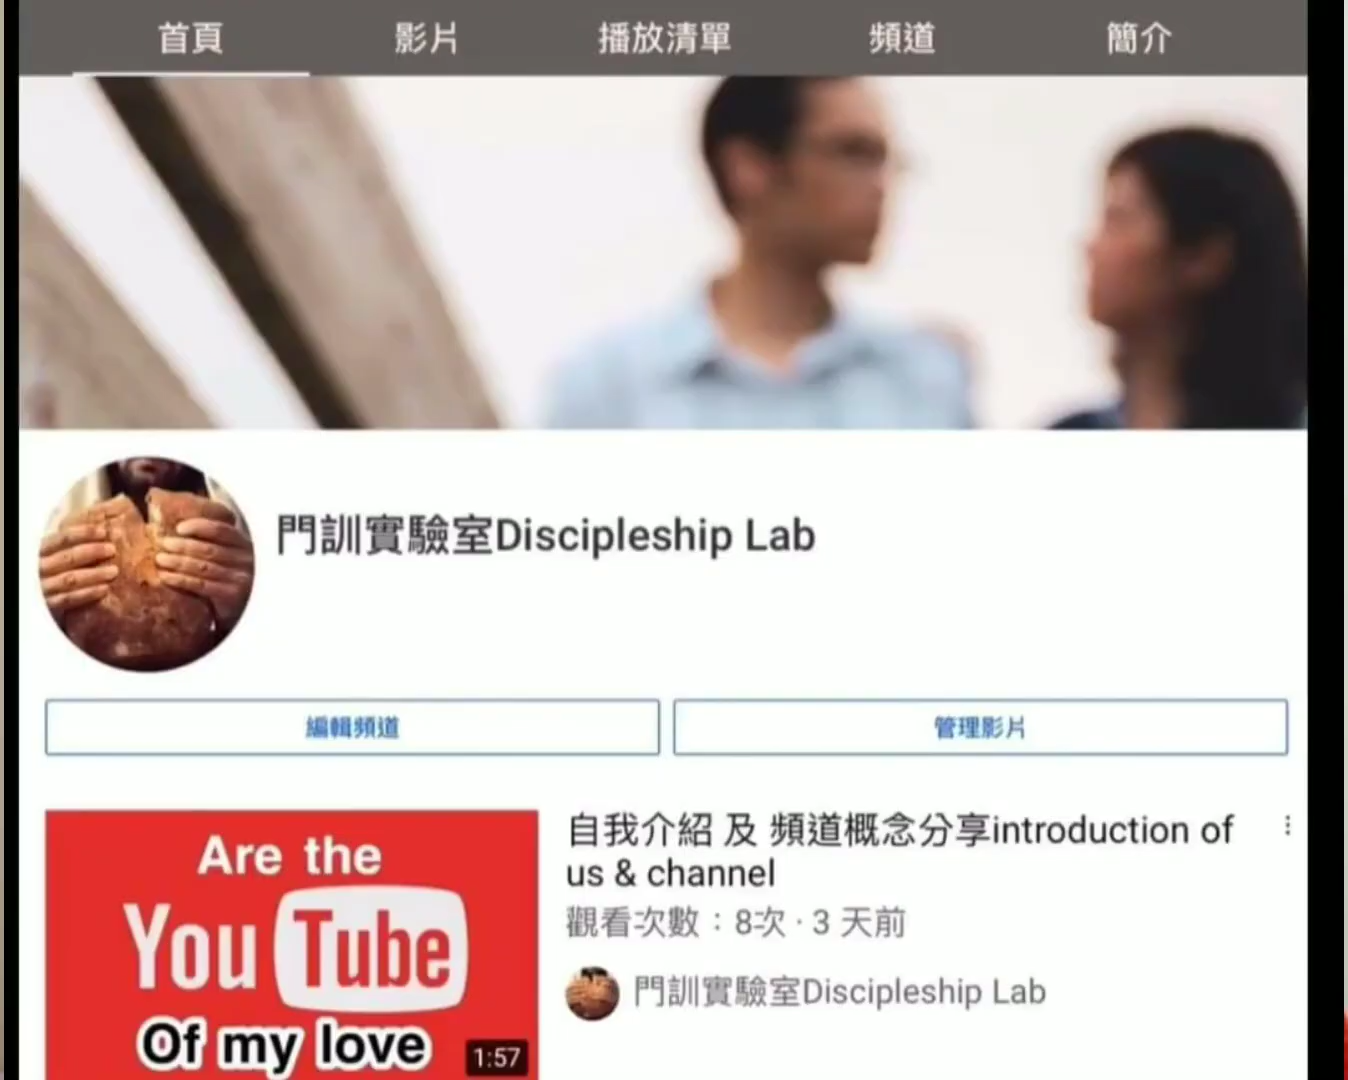 首頁 影片 播放清單 頻道 簡介
門訓實驗室Discipleship Lab
編輯頻道 管理影片
Are the
YouTube
Of my love
1:57
自我介紹 及 頻道概念分享introduction of
us & channel
觀看次數：8次 · 3 天前
門訓實驗室Discipleship Lab